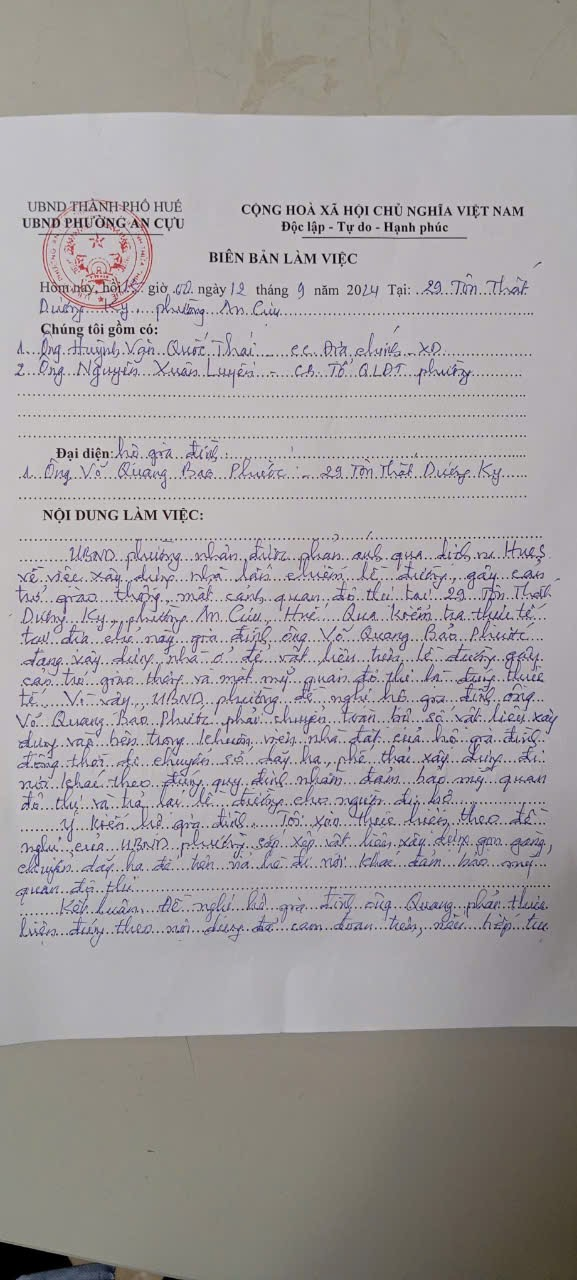 UBND THÀNH PHỐ HUẾ
UBND PHƯỜNG AN CỰU
CỘNG HOÀ XÃ HỘI CHỦ NGHĨA VIỆT NAM
Độc lập - Tự do - Hạnh phúc
BIÊN BẢN LÀM VIỆC
Hôm nay, hồi 15 giờ 00 ngày 12 tháng 9 năm 2024 Tại: 29 Tôn Thất
Dương Kỵ, phường An Cựu
Chúng tôi gồm có:
1. Ông Huỳnh Văn Quốc Thái - cc Địa chính - XD
2. Ông Nguyễn Xuân Luyện - CB Tổ QLĐT phường
Đại diện: hộ gia đình:
1. Ông Võ Quang Bảo Phước - 29 Tôn Thất Dương Kỵ
NỘI DUNG LÀM VIỆC:
UBND phường nhận được phản ánh qua dịch vụ HueS
về việc xây dựng nhà lấn chiếm lề đường, gây cản
trở giao thông, mất cảnh quan đô thị tại 29 Tôn Thất
Dương Kỵ, phường An Cựu, Huế. Qua kiểm tra thực tế
tại địa chỉ này, gia đình ông Võ Quang Bảo Phước
đang xây dựng nhà ở để vật liệu trên lề đường gây
cản trở giao thông và mất mỹ quan đô thị là đúng thực
tế. Vì vậy, UBND phường đề nghị hộ gia đình ông
Võ Quang Bảo Phước phải chuyển toàn bộ số vật liệu xây
dựng vào bên trong khuôn viên nhà đất của hộ gia đình
đồng thời di chuyển số dây hạ, phế thải xây dựng đi
nơi khác theo đúng quy định nhằm đảm bảo mỹ quan
đô thị và trả lại lề đường cho người đi bộ.
Ý kiến hộ gia đình: Tôi xin thực hiện theo đề
nghị của UBND phường sắp xếp vật liệu xây dựng gọn gàng,
chuyển dây hạ để trên vỉa hè đi nơi khác đảm bảo mỹ
quan đô thị.
Kết luận: Đề nghị hộ gia đình ông Quang phải thực
hiện đúng theo nội dung đã cam đoan trên, nếu tiếp tục